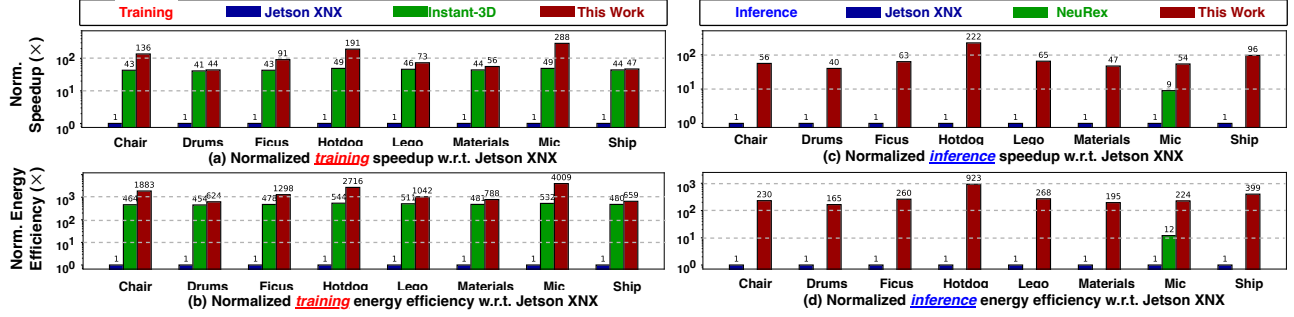 Training Jetson XNX Instant-3D This Work
Norm. Speedup (×)
10² 10¹ 10⁰
1 43 136 1 41 44 1 43 91 1 49 191 1 46 73 1 44 56 1 49 288 1 44 47
Chair Drums Ficus Hotdog Lego Materials Mic Ship
(a) Normalized training speedup w.r.t. Jetson XNX
Norm. Energy Efficiency (×)
10³ 10² 10¹ 10⁰
1 464 1883 1 454 624 1 478 1298 1 544 2716 1 511 1042 1 483 788 1 532 4009 1 480 659
Chair Drums Ficus Hotdog Lego Materials Mic Ship
(b) Normalized training energy efficiency w.r.t. Jetson XNX
Inference Jetson XNX NeuRex This Work
10² 10¹ 10⁰
1 56 1 40 1 63 1 222 1 65 1 47 1 9 54 1 96
Chair Drums Ficus Hotdog Lego Materials Mic Ship
(c) Normalized inference speedup w.r.t. Jetson XNX
10³ 10² 10¹ 10⁰
1 230 1 165 1 260 1 923 1 268 1 195 1 12 224 1 399
Chair Drums Ficus Hotdog Lego Materials Mic Ship
(d) Normalized inference energy efficiency w.r.t. Jetson XNX